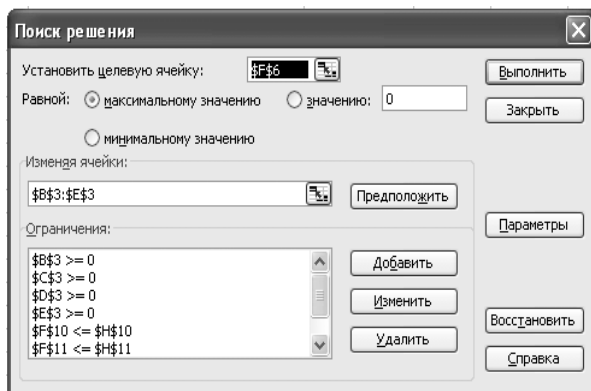 Поиск решения
Установить целевую ячейку: $F$6
Выполнить
Равной: максимальному значению значению: 0
Закрыть
минимальному значению
Изменяя ячейки:
$B$3:$E$3
Предположить
Параметры
Ограничения:
$B$3 >= 0
$C$3 >= 0
$D$3 >= 0
$E$3 >= 0
$F$10 <= $H$10
$F$11 <= $H$11
Добавить
Изменить
Удалить
Восстановить
Справка